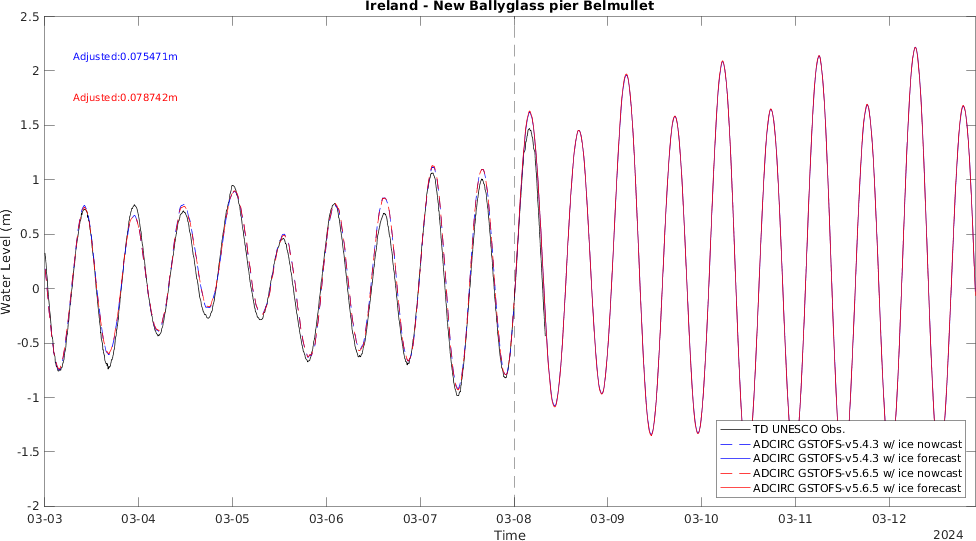 Ireland - New Ballyglass pier Belmullet
2.5
2
1.5
1
0.5
0
-0.5
-1
-1.5
-2
Water Level (m)
Adjusted:0.075471m
Adjusted:0.078742m
TD UNESCO Obs.
ADCIRC GSTOFS-v5.4.3 w/ ice nowcast
ADCIRC GSTOFS-v5.4.3 w/ ice forecast
ADCIRC GSTOFS-v5.6.5 w/ ice nowcast
ADCIRC GSTOFS-v5.6.5 w/ ice forecast
03-03 03-04 03-05 03-06 03-07 03-08 03-09 03-10 03-11 03-12
Time
2024